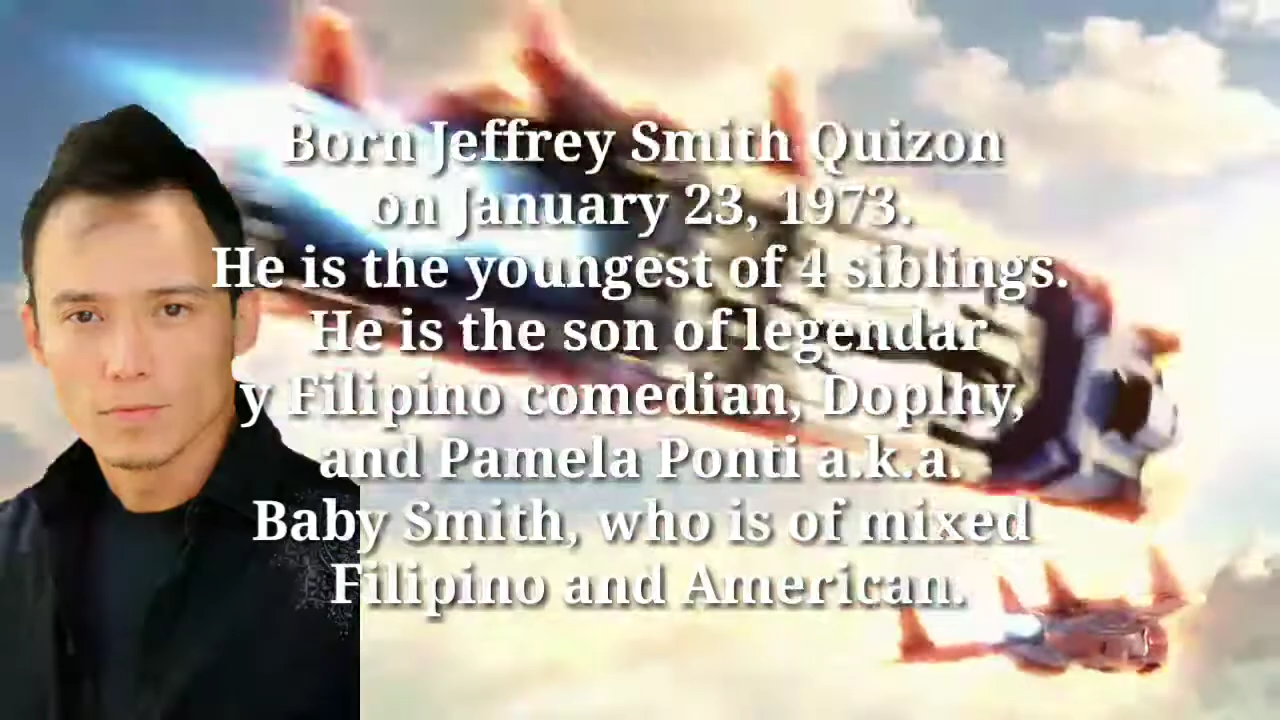 Born Jeffrey Smith Quizon
on January 23, 1973.
He is the youngest of 4 siblings.
He is the son of legendar
y Filipino comedian, Doplhy,
and Pamela Ponti a.k.a.
Baby Smith, who is of mixed
Filipino and American.